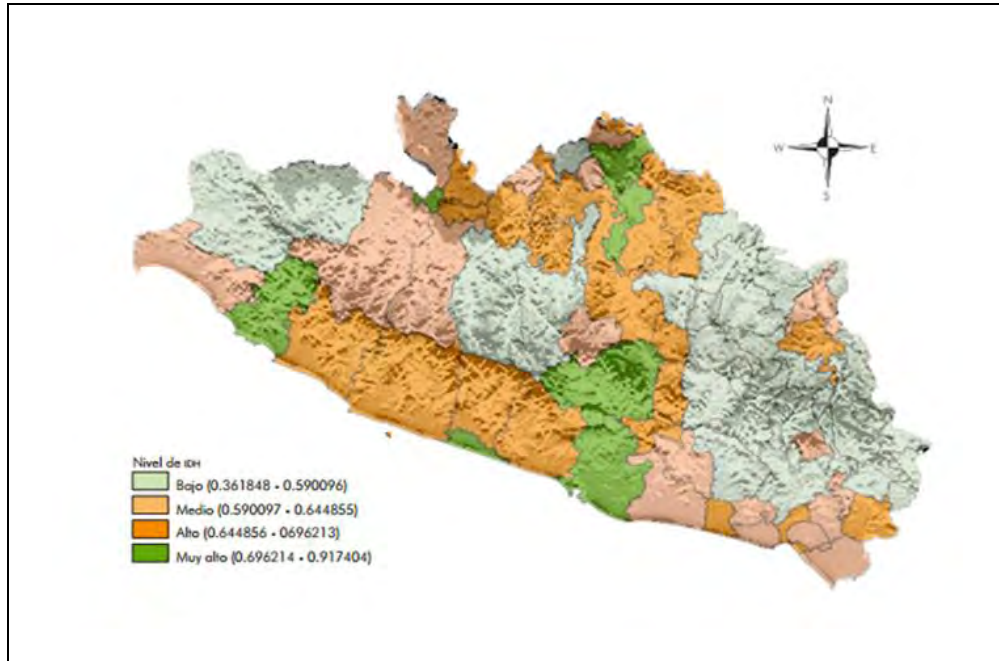 N
W E
S
Nivel de IDH
Bajo (0.361848 - 0.590096)
Medio (0.590097 - 0.644855)
Alto (0.644856 - 0696213)
Muy alto (0.696214 - 0.917404)